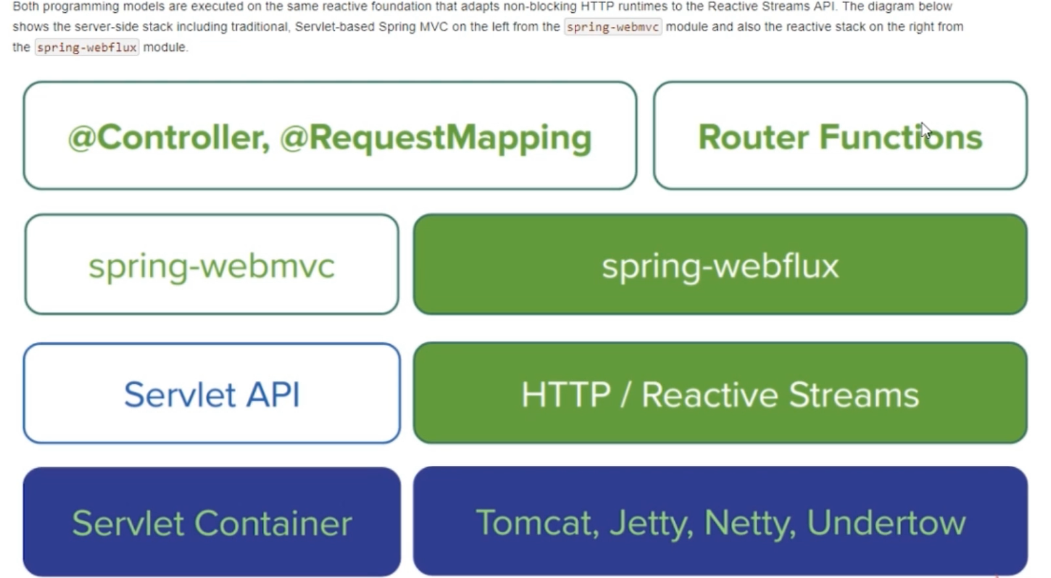 Both programming models are executed on the same reactive foundation that adapts non-blocking HTTP runtimes to the Reactive Streams API. The diagram below
shows the server-side stack including traditional, Servlet-based Spring MVC on the left from the spring-webmvc module and also the reactive stack on the right from
the spring-webflux module.
@Controller, @RequestMapping
Router Functions
spring-webmvc
spring-webflux
Servlet API
HTTP / Reactive Streams
Servlet Container
Tomcat, Jetty, Netty, Undertow